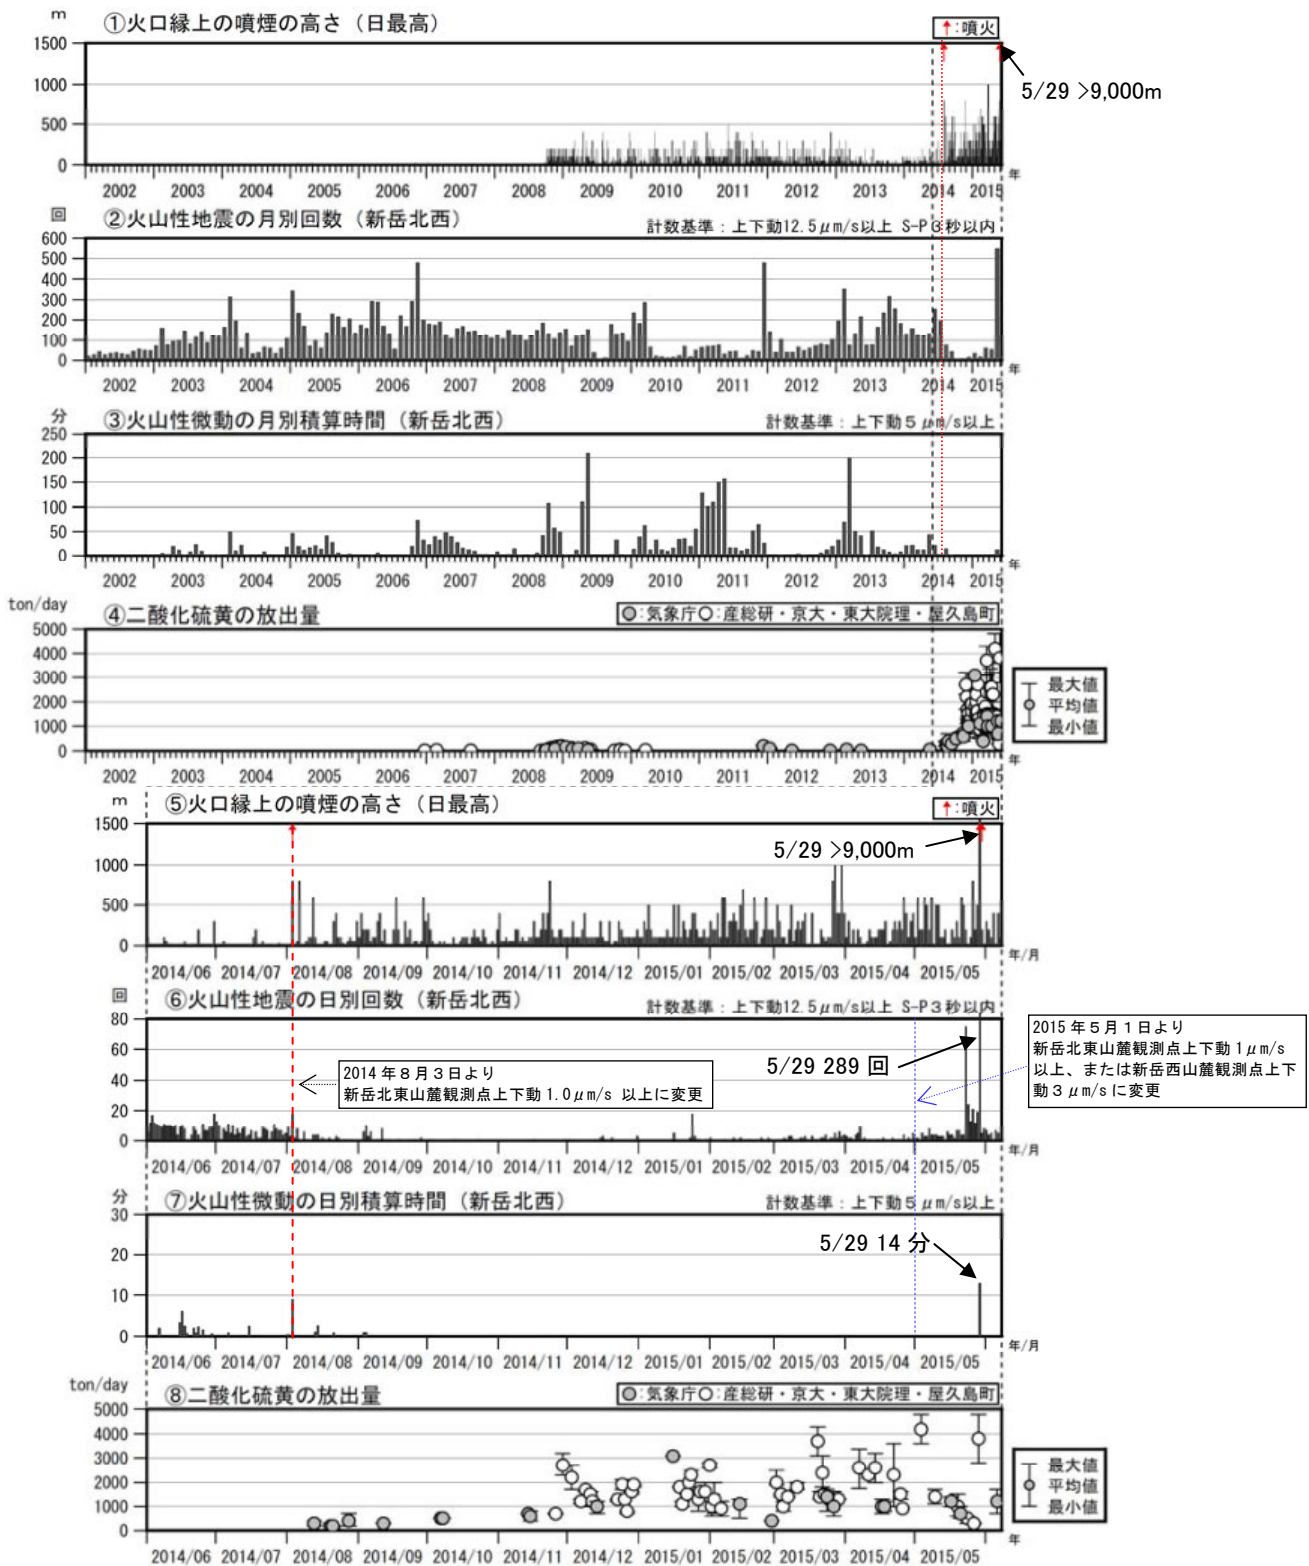 m
①火口縁上の噴煙の高さ（日最高）
↑:噴火
1500
1000
500
0
5/29 >9,000m
2002 2003 2004 2005 2006 2007 2008 2009 2010 2011 2012 2013 2014 2015 年
回
②火山性地震の月別回数（新岳北西）
計数基準：上下動12.5μm/s以上 S-P3秒以内
600
500
400
300
200
100
0
2002 2003 2004 2005 2006 2007 2008 2009 2010 2011 2012 2013 2014 2015 年
分
③火山性微動の月別積算時間（新岳北西）
計数基準：上下動5μm/s以上
250
200
150
100
50
0
2002 2003 2004 2005 2006 2007 2008 2009 2010 2011 2012 2013 2014 2015 年
ton/day
④二酸化硫黄の放出量
:気象庁 :産総研・京大・東大院理・屋久島町
5000
4000
3000
2000
1000
0
最大値
平均値
最小値
2002 2003 2004 2005 2006 2007 2008 2009 2010 2011 2012 2013 2014 2015 年
m
⑤火口縁上の噴煙の高さ（日最高）
↑:噴火
1500
1000
500
0
5/29 >9,000m
2014/06 2014/07 2014/08 2014/09 2014/10 2014/11 2014/12 2015/01 2015/02 2015/03 2015/04 2015/05 年/月
回
⑥火山性地震の日別回数（新岳北西）
計数基準：上下動12.5μm/s以上 S-P3秒以内
80
60
40
20
0
2014年8月3日より
新岳北東山麓観測点上下動1.0μm/s 以上に変更
5/29 289 回
2015年5月1日より
新岳北東山麓観測点上下動1μm/s
以上、または新岳西山麓観測点上下
動3μm/sに変更
2014/06 2014/07 2014/08 2014/09 2014/10 2014/11 2014/12 2015/01 2015/02 2015/03 2015/04 2015/05 年/月
分
⑦火山性微動の日別積算時間（新岳北西）
計数基準：上下動5μm/s以上
30
20
10
0
5/29 14 分
2014/06 2014/07 2014/08 2014/09 2014/10 2014/11 2014/12 2015/01 2015/02 2015/03 2015/04 2015/05 年/月
ton/day
⑧二酸化硫黄の放出量
:気象庁 :産総研・京大・東大院理・屋久島町
5000
4000
3000
2000
1000
0
最大値
平均値
最小値
2014/06 2014/07 2014/08 2014/09 2014/10 2014/11 2014/12 2015/01 2015/02 2015/03 2015/04 2015/05 年